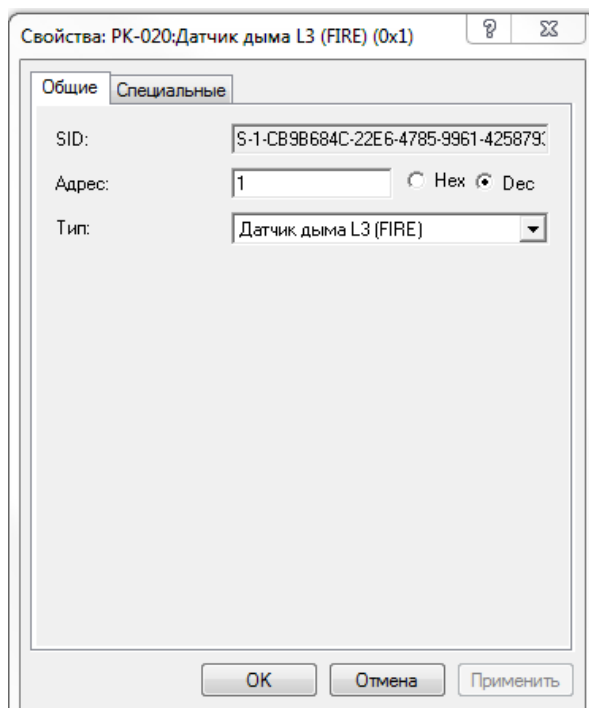 Свойства: РК-020:Датчик дыма L3 (FIRE) (0x1)
Общие Специальные
SID: S-1-CB9B684C-22E6-4785-9961-4258793
Адрес: 1 Hex Dec
Тип: Датчик дыма L3 (FIRE)
OK Отмена Применить